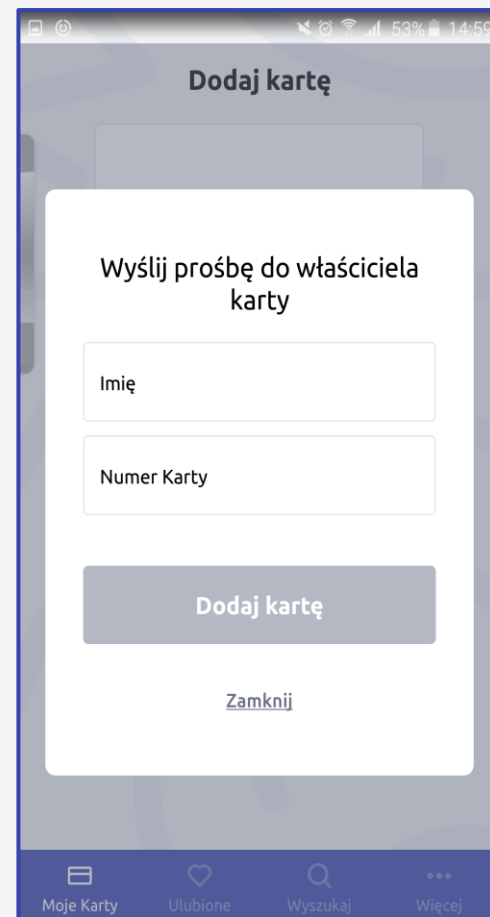 53% 14:59
Dodaj kartę
Wyślij prośbę do właściciela
karty
Imię
Numer Karty
Dodaj kartę
Zamknij
Moje Karty Ulubione Wyszukaj Więcej